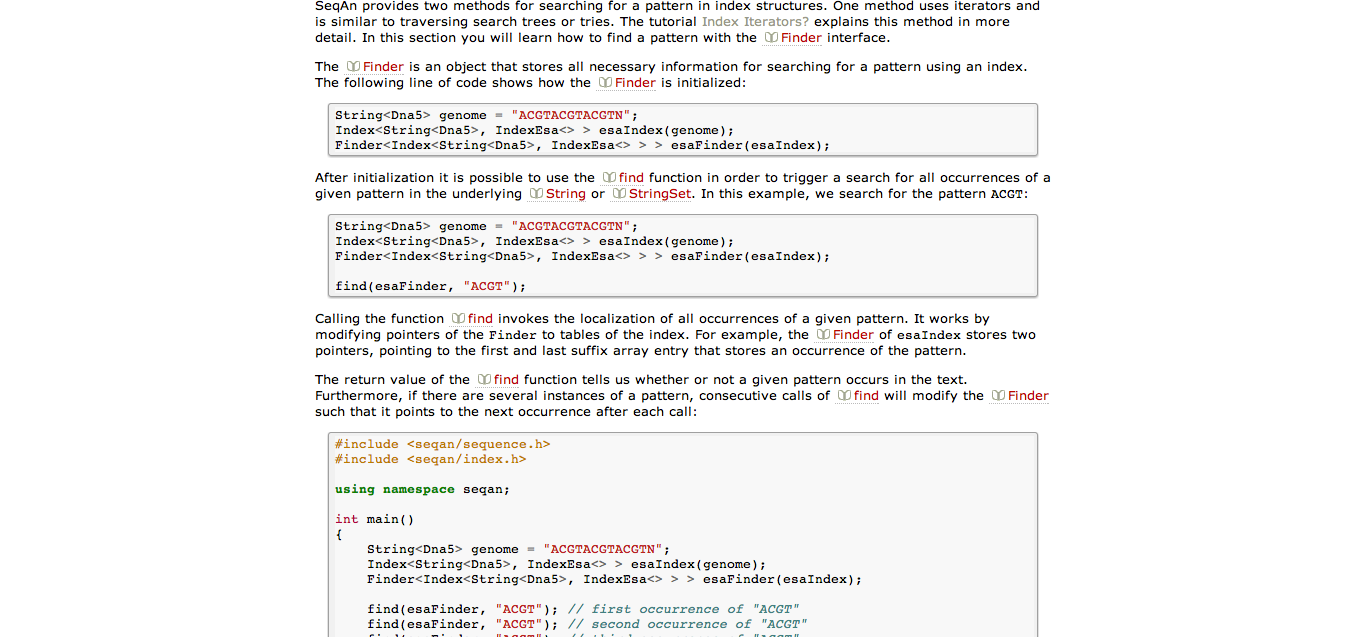 SeqAn provides two methods for searching for a pattern in index structures. One method uses iterators and
is similar to traversing search trees or tries. The tutorial Index Iterators? explains this method in more
detail. In this section you will learn how to find a pattern with the Finder interface.
The Finder is an object that stores all necessary information for searching for a pattern using an index.
The following line of code shows how the Finder is initialized:
String<Dna5> genome = "ACGTACGTACGTN";
Index<String<Dna5>, IndexEsa<> > esaIndex(genome);
Finder<Index<String<Dna5>, IndexEsa<> > > esaFinder(esaIndex);
After initialization it is possible to use the find function in order to trigger a search for all occurrences of a
given pattern in the underlying String or StringSet. In this example, we search for the pattern ACGT:
String<Dna5> genome = "ACGTACGTACGTN";
Index<String<Dna5>, IndexEsa<> > esaIndex(genome);
Finder<Index<String<Dna5>, IndexEsa<> > > esaFinder(esaIndex);
find(esaFinder, "ACGT");
Calling the function find invokes the localization of all occurrences of a given pattern. It works by
modifying pointers of the Finder to tables of the index. For example, the Finder of esaIndex stores two
pointers, pointing to the first and last suffix array entry that stores an occurrence of the pattern.
The return value of the find function tells us whether or not a given pattern occurs in the text.
Furthermore, if there are several instances of a pattern, consecutive calls of find will modify the Finder
such that it points to the next occurrence after each call:
#include <seqan/sequence.h>
#include <seqan/index.h>
using namespace seqan;
int main()
{
String<Dna5> genome = "ACGTACGTACGTN";
Index<String<Dna5>, IndexEsa<> > esaIndex(genome);
Finder<Index<String<Dna5>, IndexEsa<> > > esaFinder(esaIndex);
find(esaFinder, "ACGT"); // first occurrence of "ACGT"
find(esaFinder, "ACGT"); // second occurrence of "ACGT"